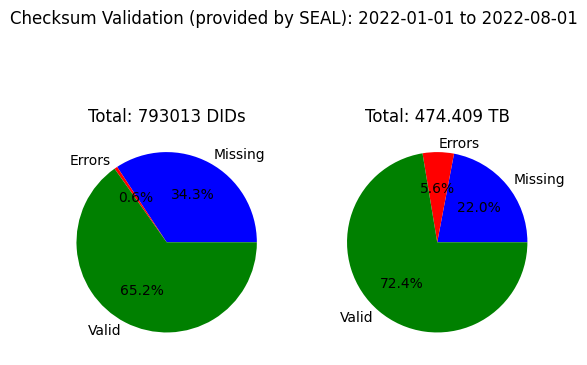 Checksum Validation (provided by SEAL): 2022-01-01 to 2022-08-01
Total: 793013 DIDs
Errors
Missing
0.6%
34.3%
65.2%
Valid
Total: 474.409 TB
Errors
Missing
5.6%
22.0%
72.4%
Valid